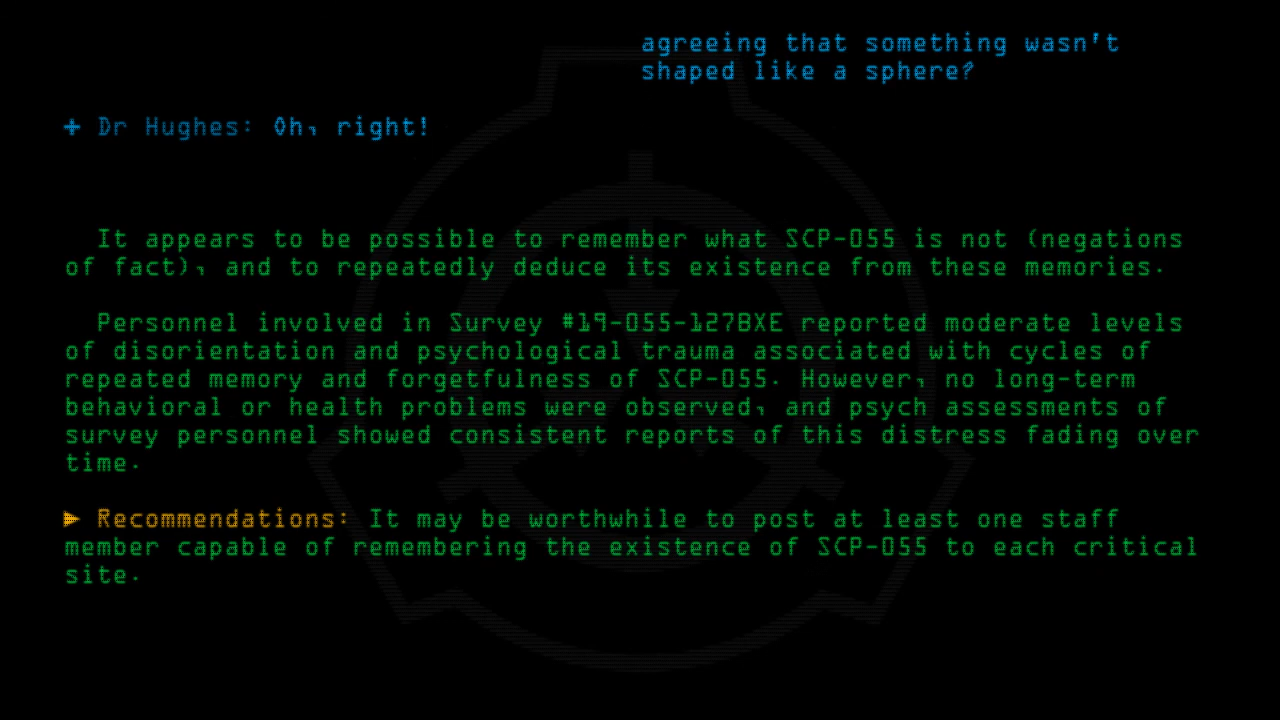 agreeing that something wasn't
shaped like a sphere?
+ Dr Hughes: Oh, right!
It appears to be possible to remember what SCP-055 is not (negations
of fact), and to repeatedly deduce its existence from these memories.
Personnel involved in Survey #19-055-127BXE reported moderate levels
of disorientation and psychological trauma associated with cycles of
repeated memory and forgetfulness of SCP-055. However, no long-term
behavioral or health problems were observed, and psych assessments of
survey personnel showed consistent reports of this distress fading over
time.
► Recommendations: It may be worthwhile to post at least one staff
member capable of remembering the existence of SCP-055 to each critical
site.